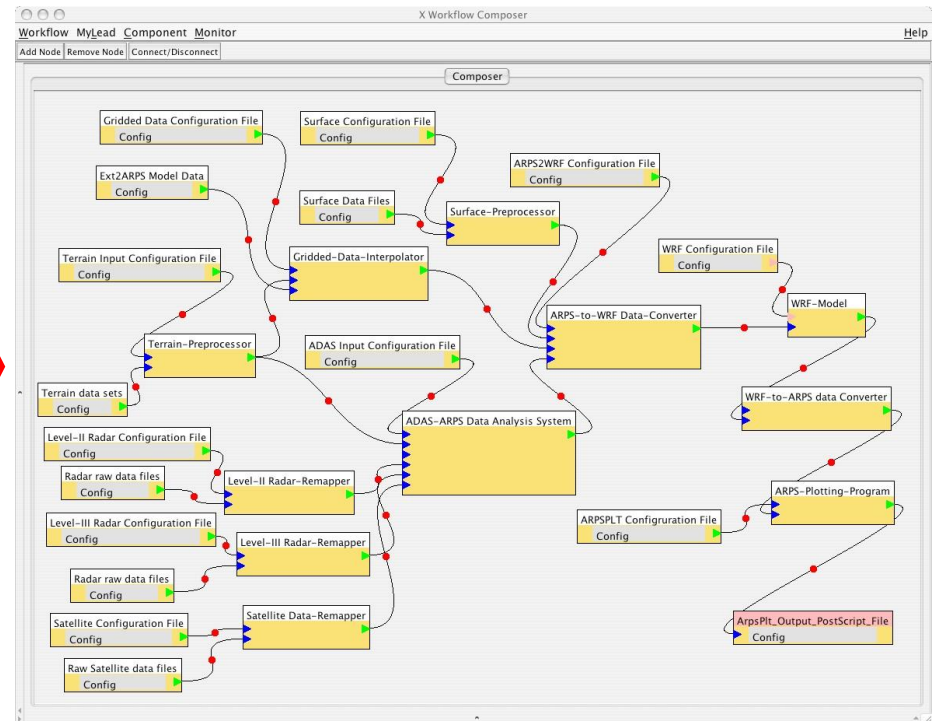 X Workflow Composer
Workflow MyLead Component Monitor Help
Add Node Remove Node Connect/Disconnect
Composer
Gridded Data Configuration File
Config
Surface Configuration File
Config
Ext2ARPS Model Data
Config
ARPS2WRF Configuration File
Config
Surface Data Files
Config
Surface-Preprocessor
Terrain Input Configuration File
Config
Gridded-Data-Interpolator
WRF Configuration File
Config
WRF-Model
ARPS-to-WRF Data-Converter
Terrain-Preprocessor
ADAS Input Configuration File
Config
Terrain data sets
Config
WRF-to-ARPS data Converter
ADAS-ARPS Data Analysis System
Level-II Radar Configuration File
Config
Radar raw data files
Config
Level-II Radar-Remapper
ARPS-Plotting-Program
Level-III Radar Configuration File
Config
ARPSPLT Configruration File
Config
Level-III Radar-Remapper
Radar raw data files
Config
Satellite Configuration File
Config
Satellite Data-Remapper
ArpsPlt_Output_PostScript_File
Config
Raw Satellite data files
Config